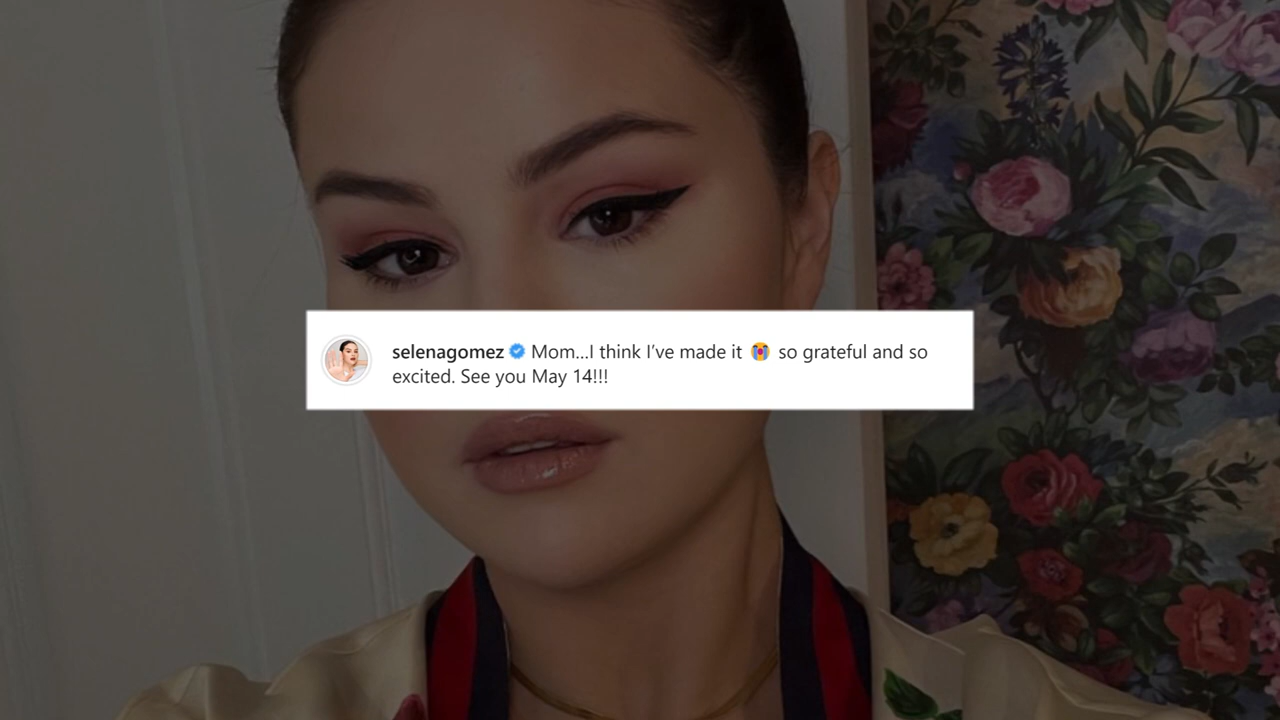 selenagomez Mom...I think I've made it 😭 so grateful and so
excited. See you May 14!!!